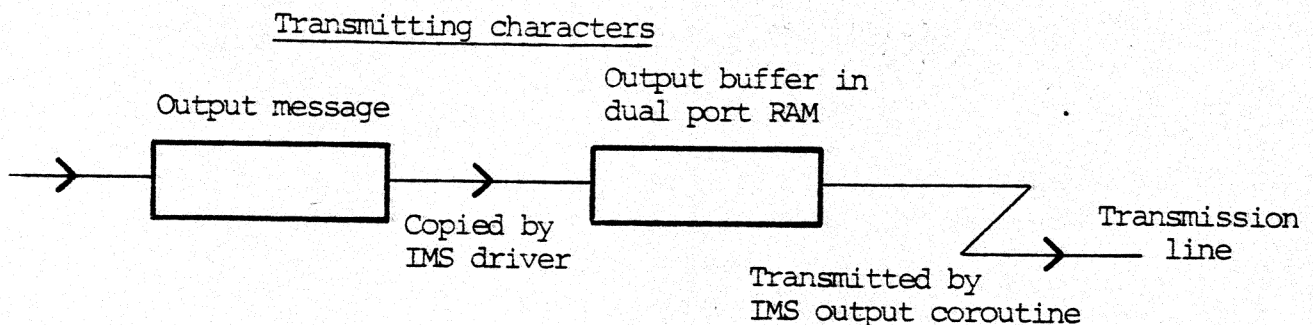 Transmitting characters
Output message
Output buffer in
dual port RAM
Copied by
IMS driver
Transmitted by
IMS output coroutine
Transmission
line